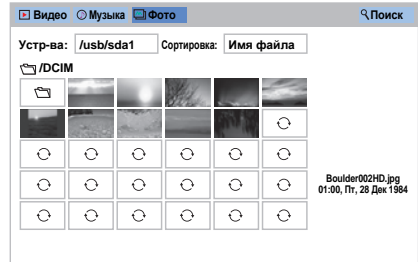 Видео Музыка Фото Поиск
Устр-ва: /usb/sda1 Сортировка: Имя файла
/DCIM
Boulder002HD.jpg
01:00, Пт, 28 Дек 1984